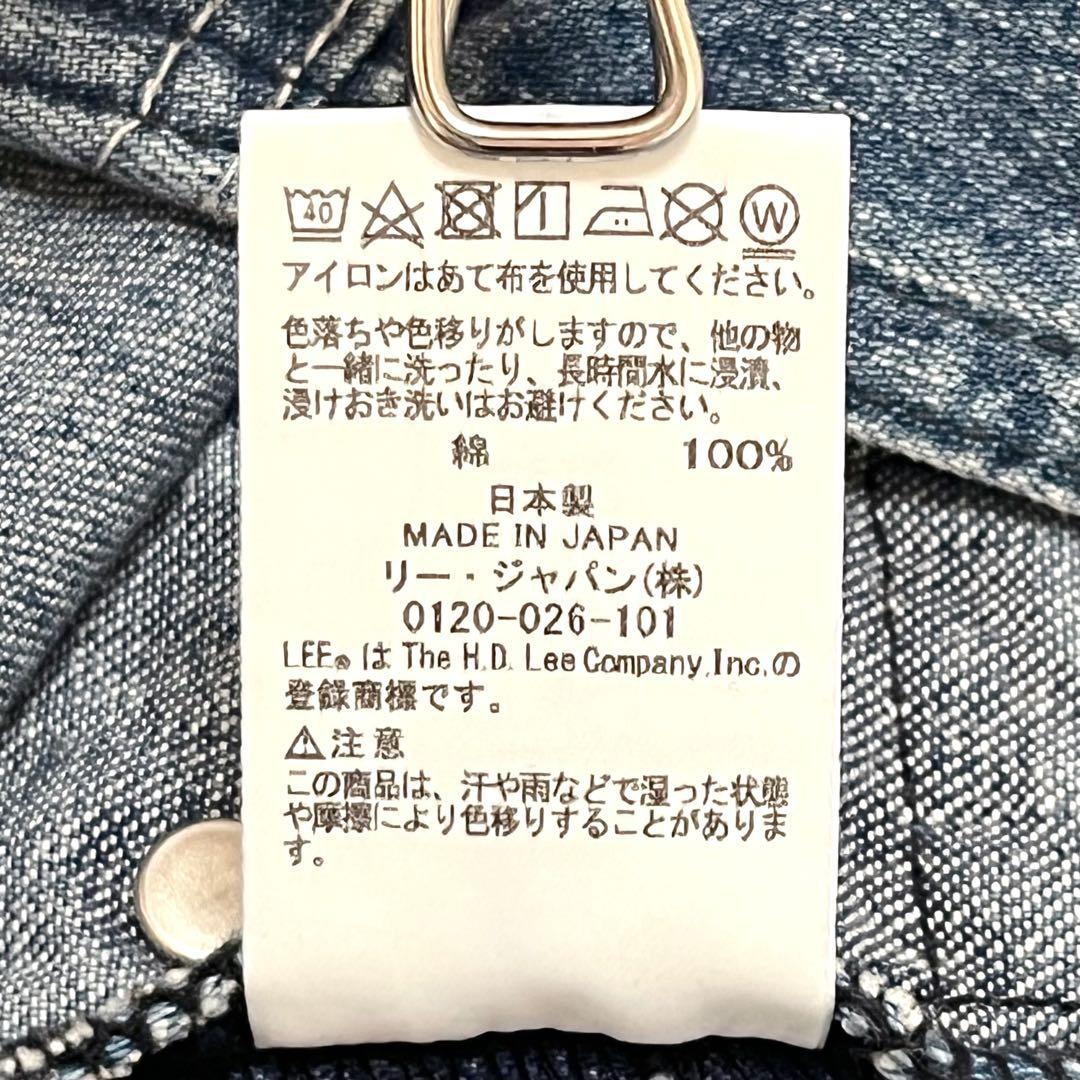 40 W
アイロンはあて布を使用してください。
色落ちや色移りがしますので、他の物
と一緒に洗ったり、長時間水に浸漬、
浸けおき洗いはお避けください。
綿 100%
日本製
MADE IN JAPAN
リー・ジャパン(株)
0120-026-101
LEE® は The H.D. Lee Company,Inc.の
登録商標です。
⚠注意
この商品は、汗や雨などで湿った状態
や摩擦により色移りすることがありま
す。